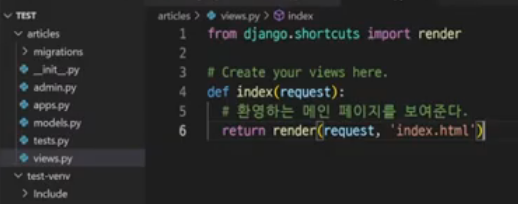 TEST
articles
migrations
__init__.py
admin.py
apps.py
models.py
tests.py
views.py
test-venv
Include
articles > views.py > index
1 from django.shortcuts import render
2
3 # Create your views here.
4 def index(request):
5 # 환영하는 메인 페이지를 보여준다.
6 return render(request, 'index.html')